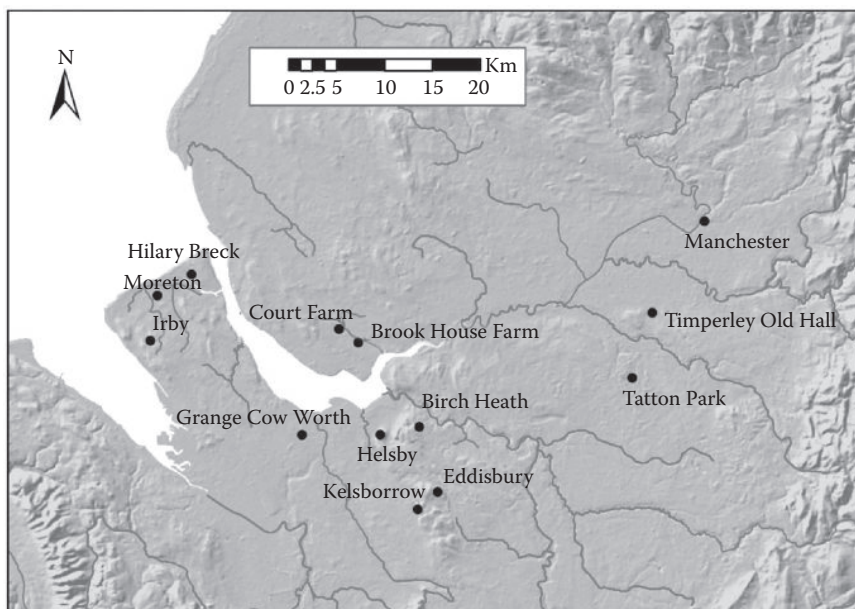 N
Km
0 2.5 5 10 15 20
Manchester
Hilary Breck
Moreton
Irby
Court Farm
Brook House Farm
Timperley Old Hall
Tatton Park
Birch Heath
Grange Cow Worth
Helsby
Eddisbury
Kelsborrow